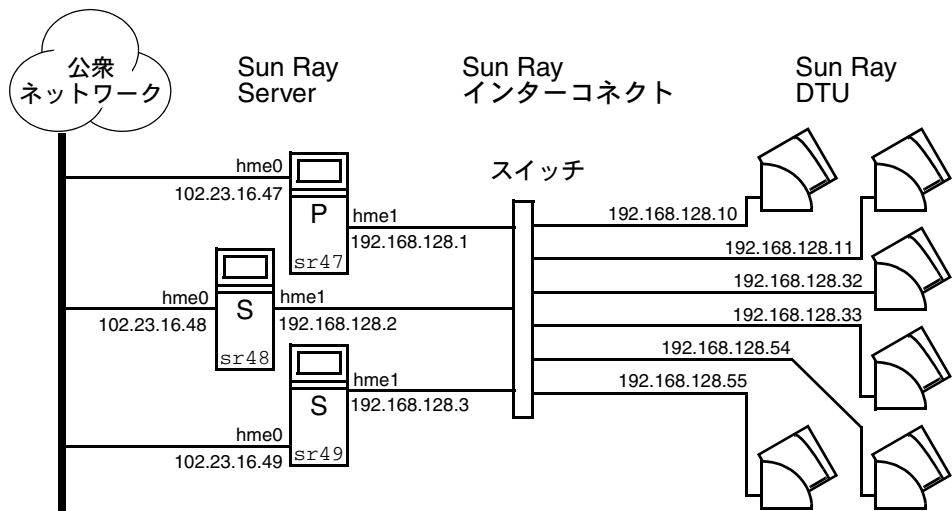 公衆
ネットワーク
Sun Ray
Server
Sun Ray
インターコネクト
Sun Ray
DTU
スイッチ
hme0
102.23.16.47
P
sr47
hme1
192.168.128.1
hme0
102.23.16.48
S
sr48
hme1
192.168.128.2
hme0
102.23.16.49
S
sr49
hme1
192.168.128.3
192.168.128.10
192.168.128.11
192.168.128.32
192.168.128.33
192.168.128.54
192.168.128.55